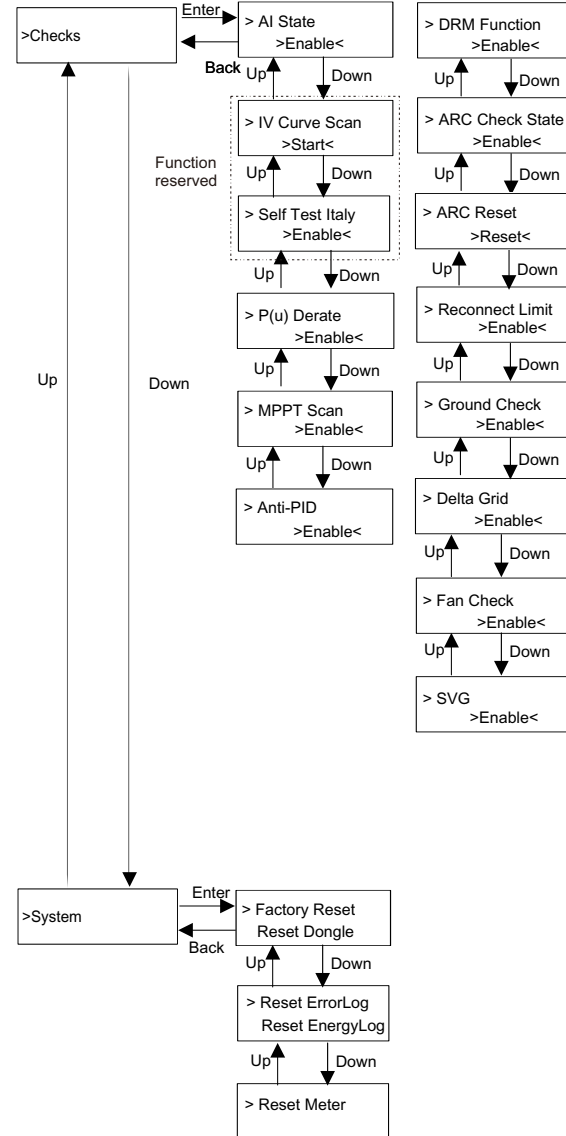 >Checks
Enter
Back
> AI State
>Enable<
Up
Down
Function
reserved
> IV Curve Scan
>Start<
Up
Down
> Self Test Italy
>Enable<
Up
Down
> P(u) Derate
>Enable<
Up
Down
> MPPT Scan
>Enable<
Up
Down
> Anti-PID
>Enable<
> DRM Function
>Enable<
Up
Down
> ARC Check State
>Enable<
Up
Down
> ARC Reset
>Reset<
Up
Down
> Reconnect Limit
>Enable<
Up
Down
> Ground Check
>Enable<
Up
Down
> Delta Grid
>Enable<
Up
Down
> Fan Check
>Enable<
Up
Down
> SVG
>Enable<
Up
Down
>System
Enter
Back
> Factory Reset
Reset Dongle
Up
Down
> Reset ErrorLog
Reset EnergyLog
Up
Down
> Reset Meter